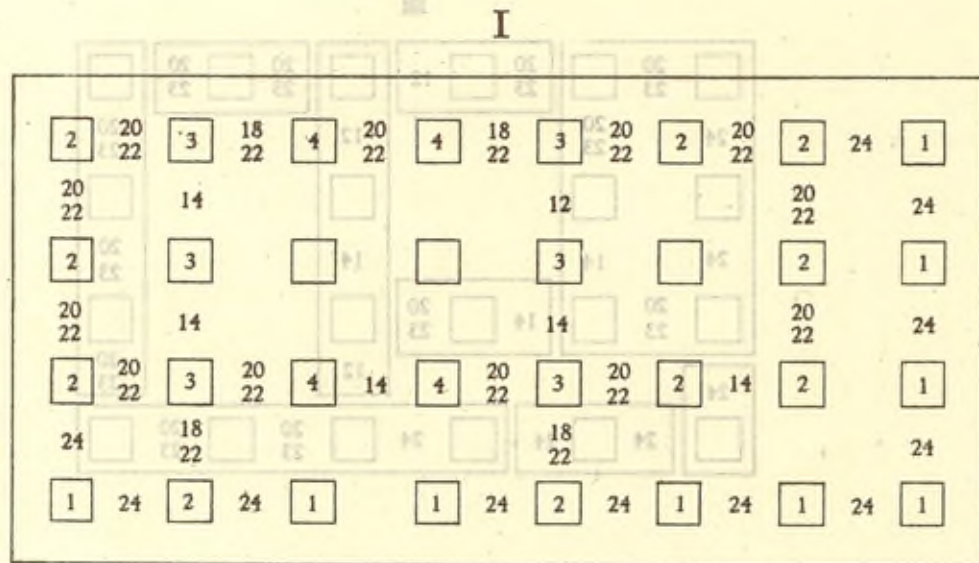 I
2 20 3 18 4 20 4 18 3 20 2 20 2 24 1
22 22 22 22 22 22
20 14 12 20 24
22 22
2 3 3 2 1
20 14 14 20 24
22 22
2 20 3 20 4 14 4 20 3 20 2 14 2 1
22 22 22 22
24 18 18 24
22 22
1 24 2 24 1 1 24 2 24 1 24 1 24 1